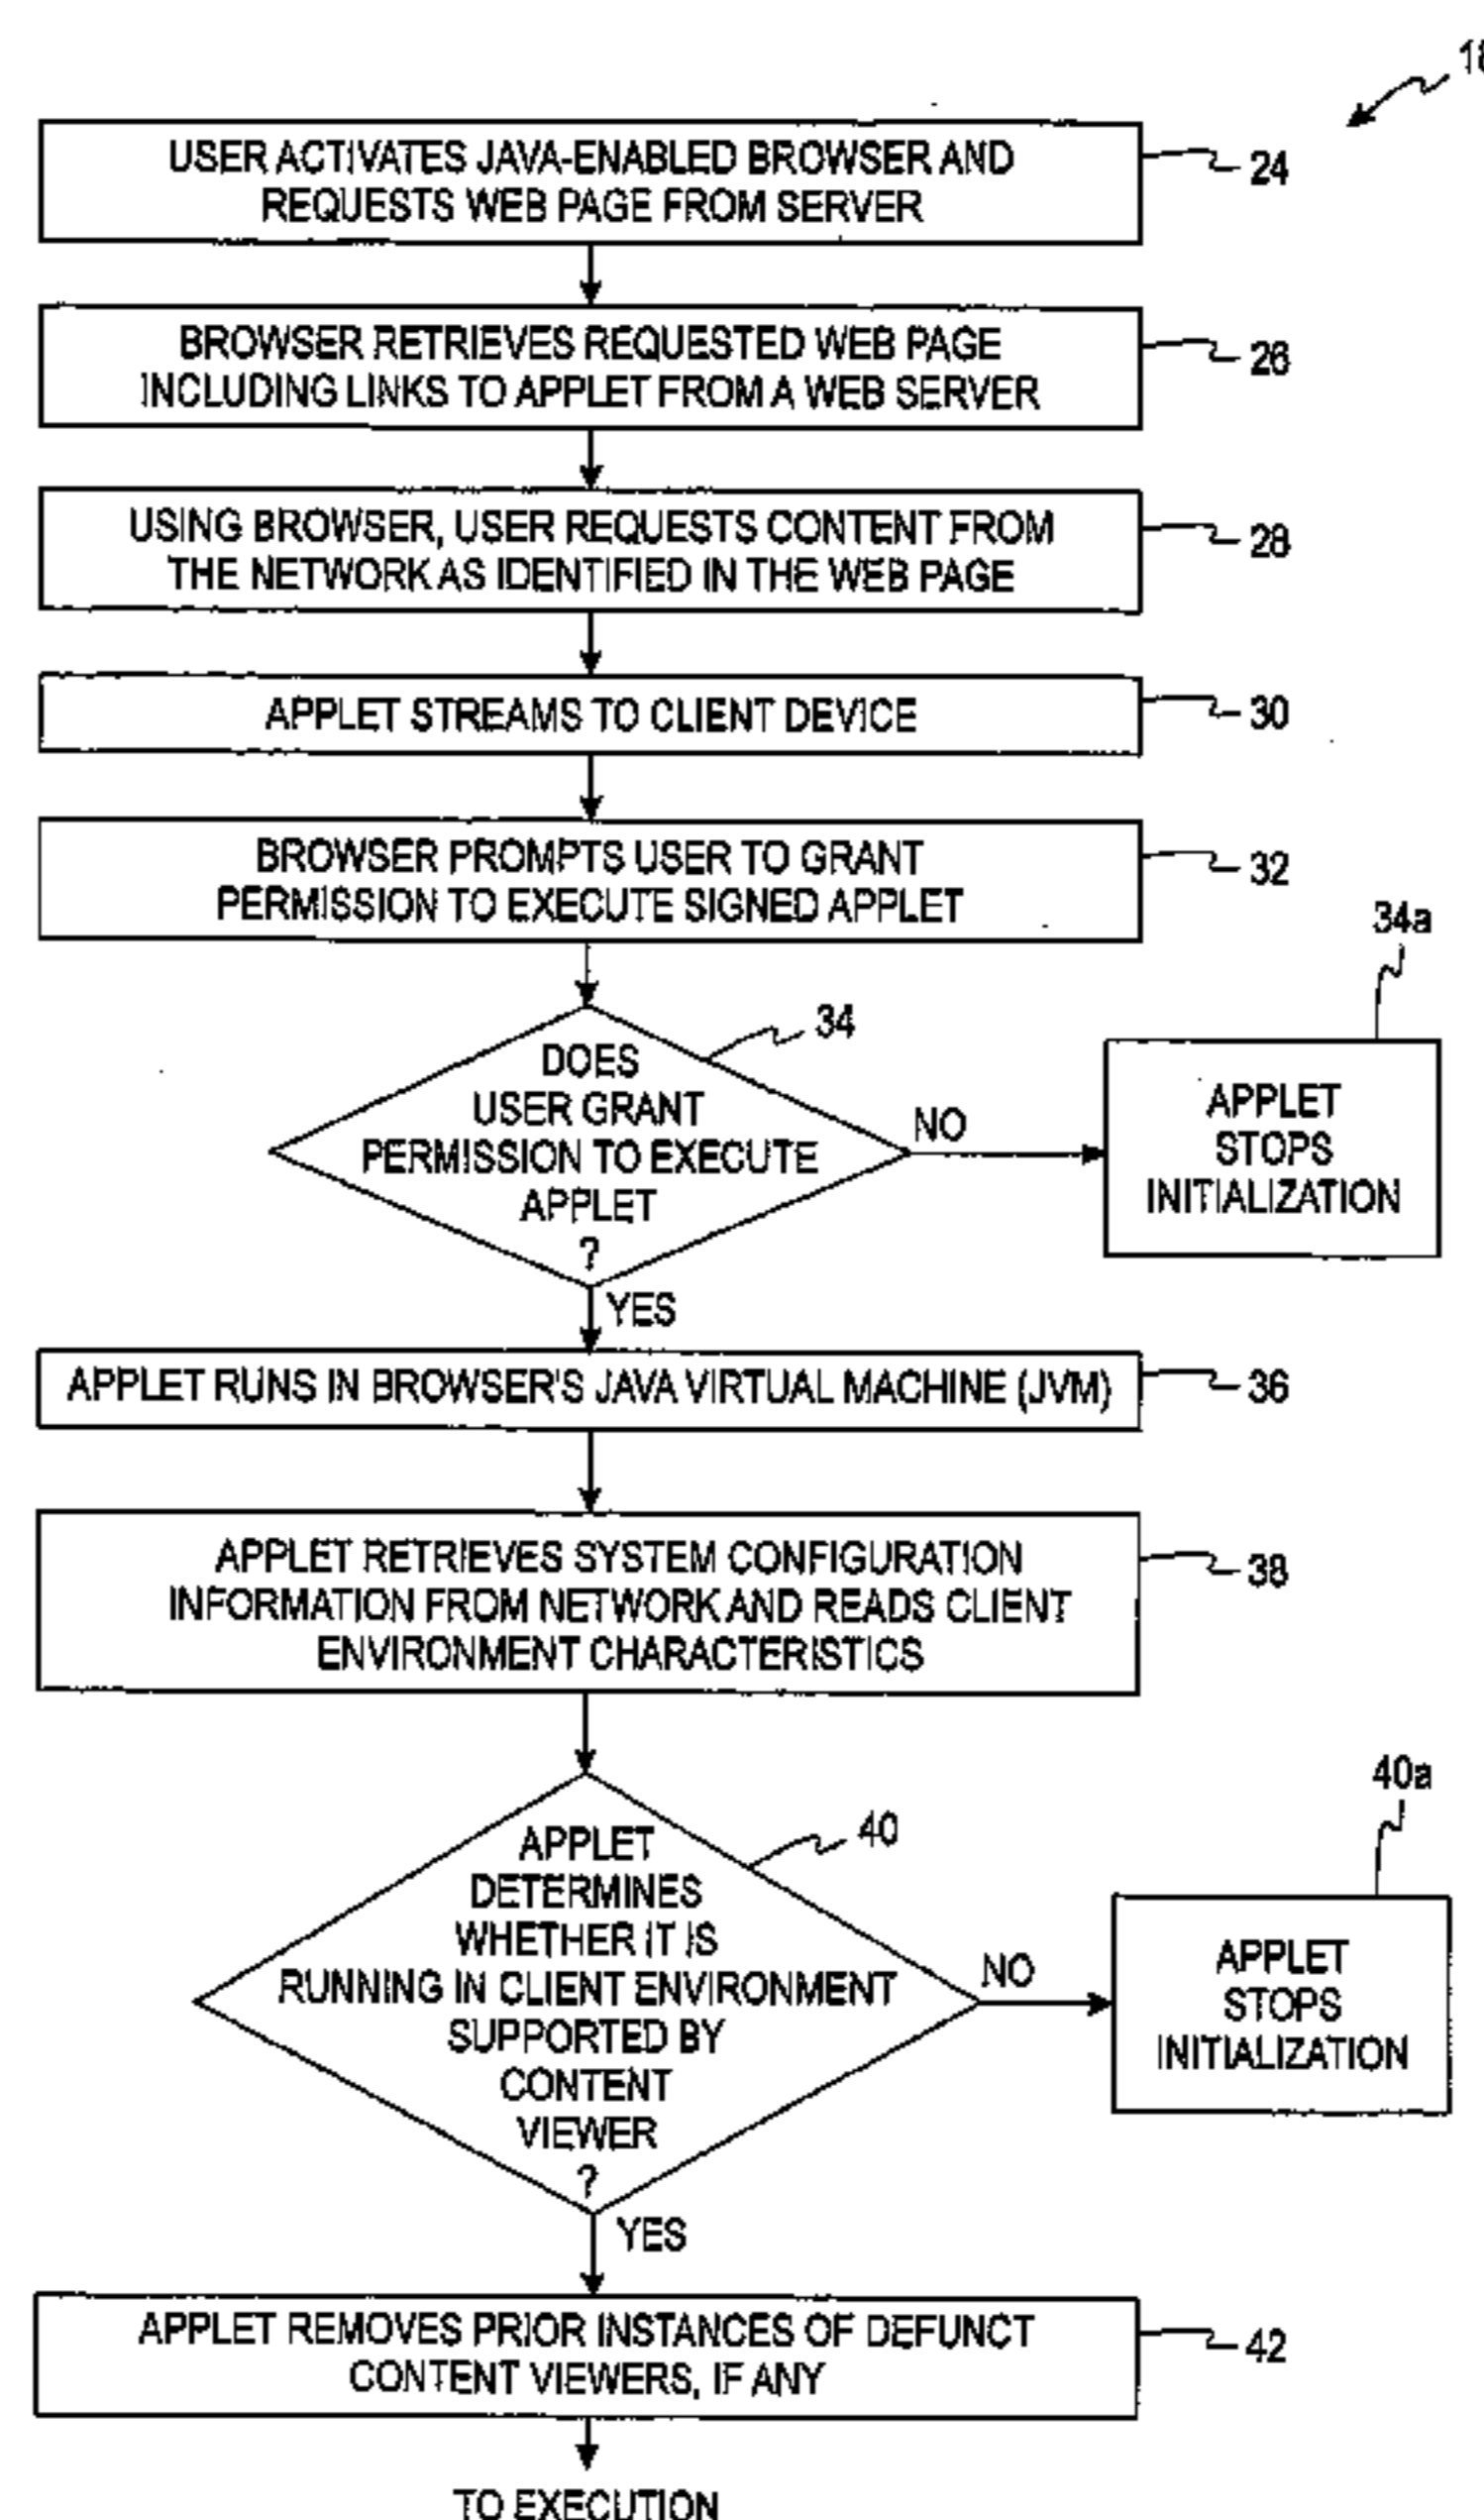 USER ACTIVATES JAVA-ENABLED BROWSER AND
REQUESTS WEB PAGE FROM SERVER
24
BROWSER RETRIEVES REQUESTED WEB PAGE
INCLUDING LINKS TO APPLET FROM A WEB SERVER
26
USING BROWSER, USER REQUESTS CONTENT FROM
THE NETWORK AS IDENTIFIED IN THE WEB PAGE
28
APPLET STREAMS TO CLIENT DEVICE
30
BROWSER PROMPTS USER TO GRANT
PERMISSION TO EXECUTE SIGNED APPLET
32
34a
34
DOES
USER GRANT
PERMISSION TO EXECUTE
APPLET
?
NO
APPLET
STOPS
INITIALIZATION
YES
APPLET RUNS IN BROWSER'S JAVA VIRTUAL MACHINE (JVM)
36
APPLET RETRIEVES SYSTEM CONFIGURATION
INFORMATION FROM NETWORK AND READS CLIENT
ENVIRONMENT CHARACTERISTICS
38
40a
40
APPLET
DETERMINES
WHETHER IT IS
RUNNING IN CLIENT ENVIRONMENT
SUPPORTED BY
CONTENT
VIEWER
?
NO
APPLET
STOPS
INITIALIZATION
YES
APPLET REMOVES PRIOR INSTANCES OF DEFUNCT
CONTENT VIEWERS, IF ANY
42
TO EXECUTION